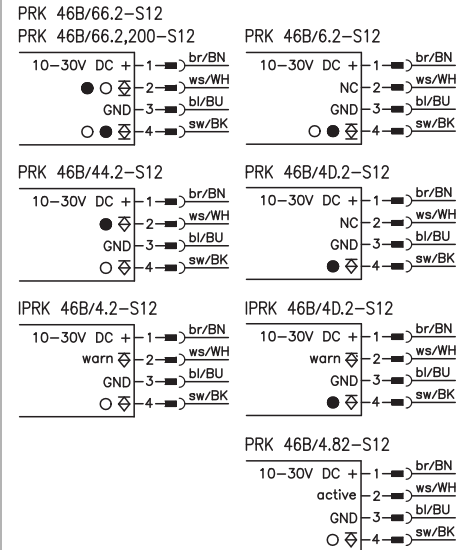 PRK 46B/66.2-S12
PRK 46B/66.2,200-S12
10-30V DC + 1 br/BN
2 ws/WH
GND 3 bl/BU
4 sw/BK
PRK 46B/6.2-S12
10-30V DC + 1 br/BN
NC 2 ws/WH
GND 3 bl/BU
4 sw/BK
PRK 46B/44.2-S12
10-30V DC + 1 br/BN
2 ws/WH
GND 3 bl/BU
4 sw/BK
PRK 46B/4D.2-S12
10-30V DC + 1 br/BN
NC 2 ws/WH
GND 3 bl/BU
4 sw/BK
IPRK 46B/4.2-S12
10-30V DC + 1 br/BN
warn 2 ws/WH
GND 3 bl/BU
4 sw/BK
IPRK 46B/4D.2-S12
10-30V DC + 1 br/BN
warn 2 ws/WH
GND 3 bl/BU
4 sw/BK
PRK 46B/4.82-S12
10-30V DC + 1 br/BN
active 2 ws/WH
GND 3 bl/BU
4 sw/BK